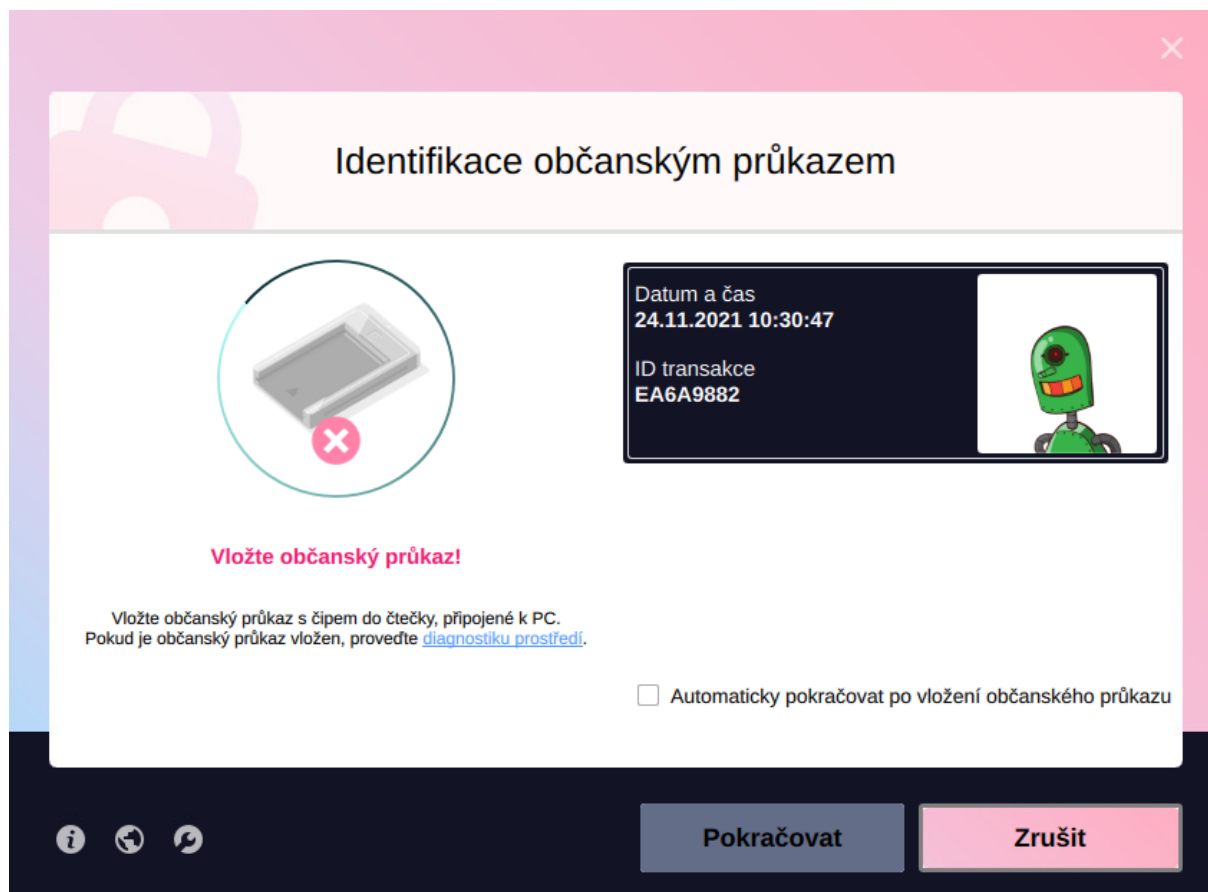 Identifikace občanským průkazem
Datum a čas
24.11.2021 10:30:47
ID transakce
EA6A9882
Vložte občanský průkaz!
Vložte občanský průkaz s čipem do čtečky, připojené k PC.
Pokud je občanský průkaz vložen, proveďte diagnostiku prostředí.
Automaticky pokračovat po vložení občanského průkazu
Pokračovat
Zrušit